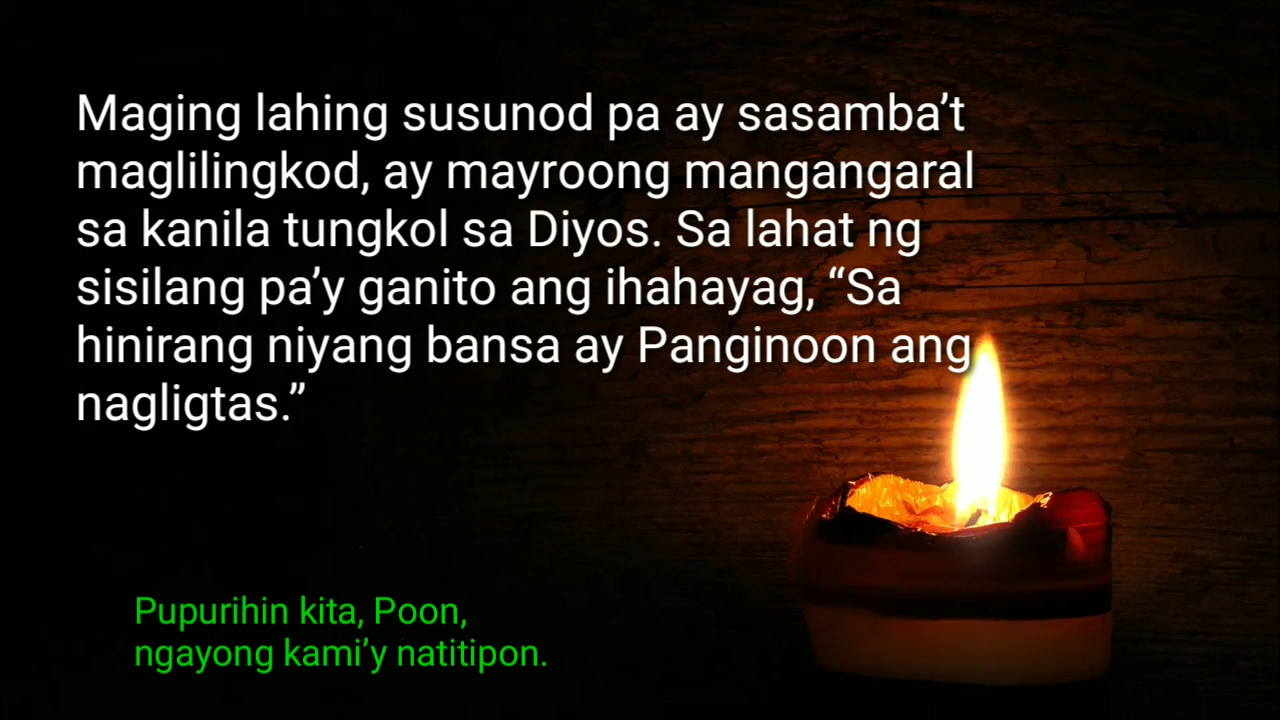 Maging lahing susunod pa ay sasamba’t
maglilingkod, ay mayroong mangangaral
sa kanila tungkol sa Diyos. Sa lahat ng
sisilang pa’y ganito ang ihahayag, “Sa
hinirang niyang bansa ay Panginoon ang
nagligtas.”
Pupurihin kita, Poon,
ngayong kami’y natitipon.